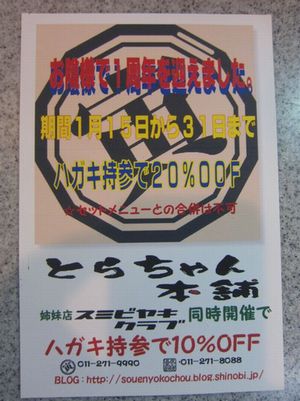 お陰様で1周年を迎えました。
期間1月15日から31日まで
ハガキ持参で20%OFF
☆セットメニューとの合併は不可
とらちゃん
本舗
姉妹店 スミビヤキ 同時開催で
クラブ
ハガキ持参で10%OFF
011-271-9990 011-271-8088
BLOG：http://souenyokochou.blog.shinobi.jp/